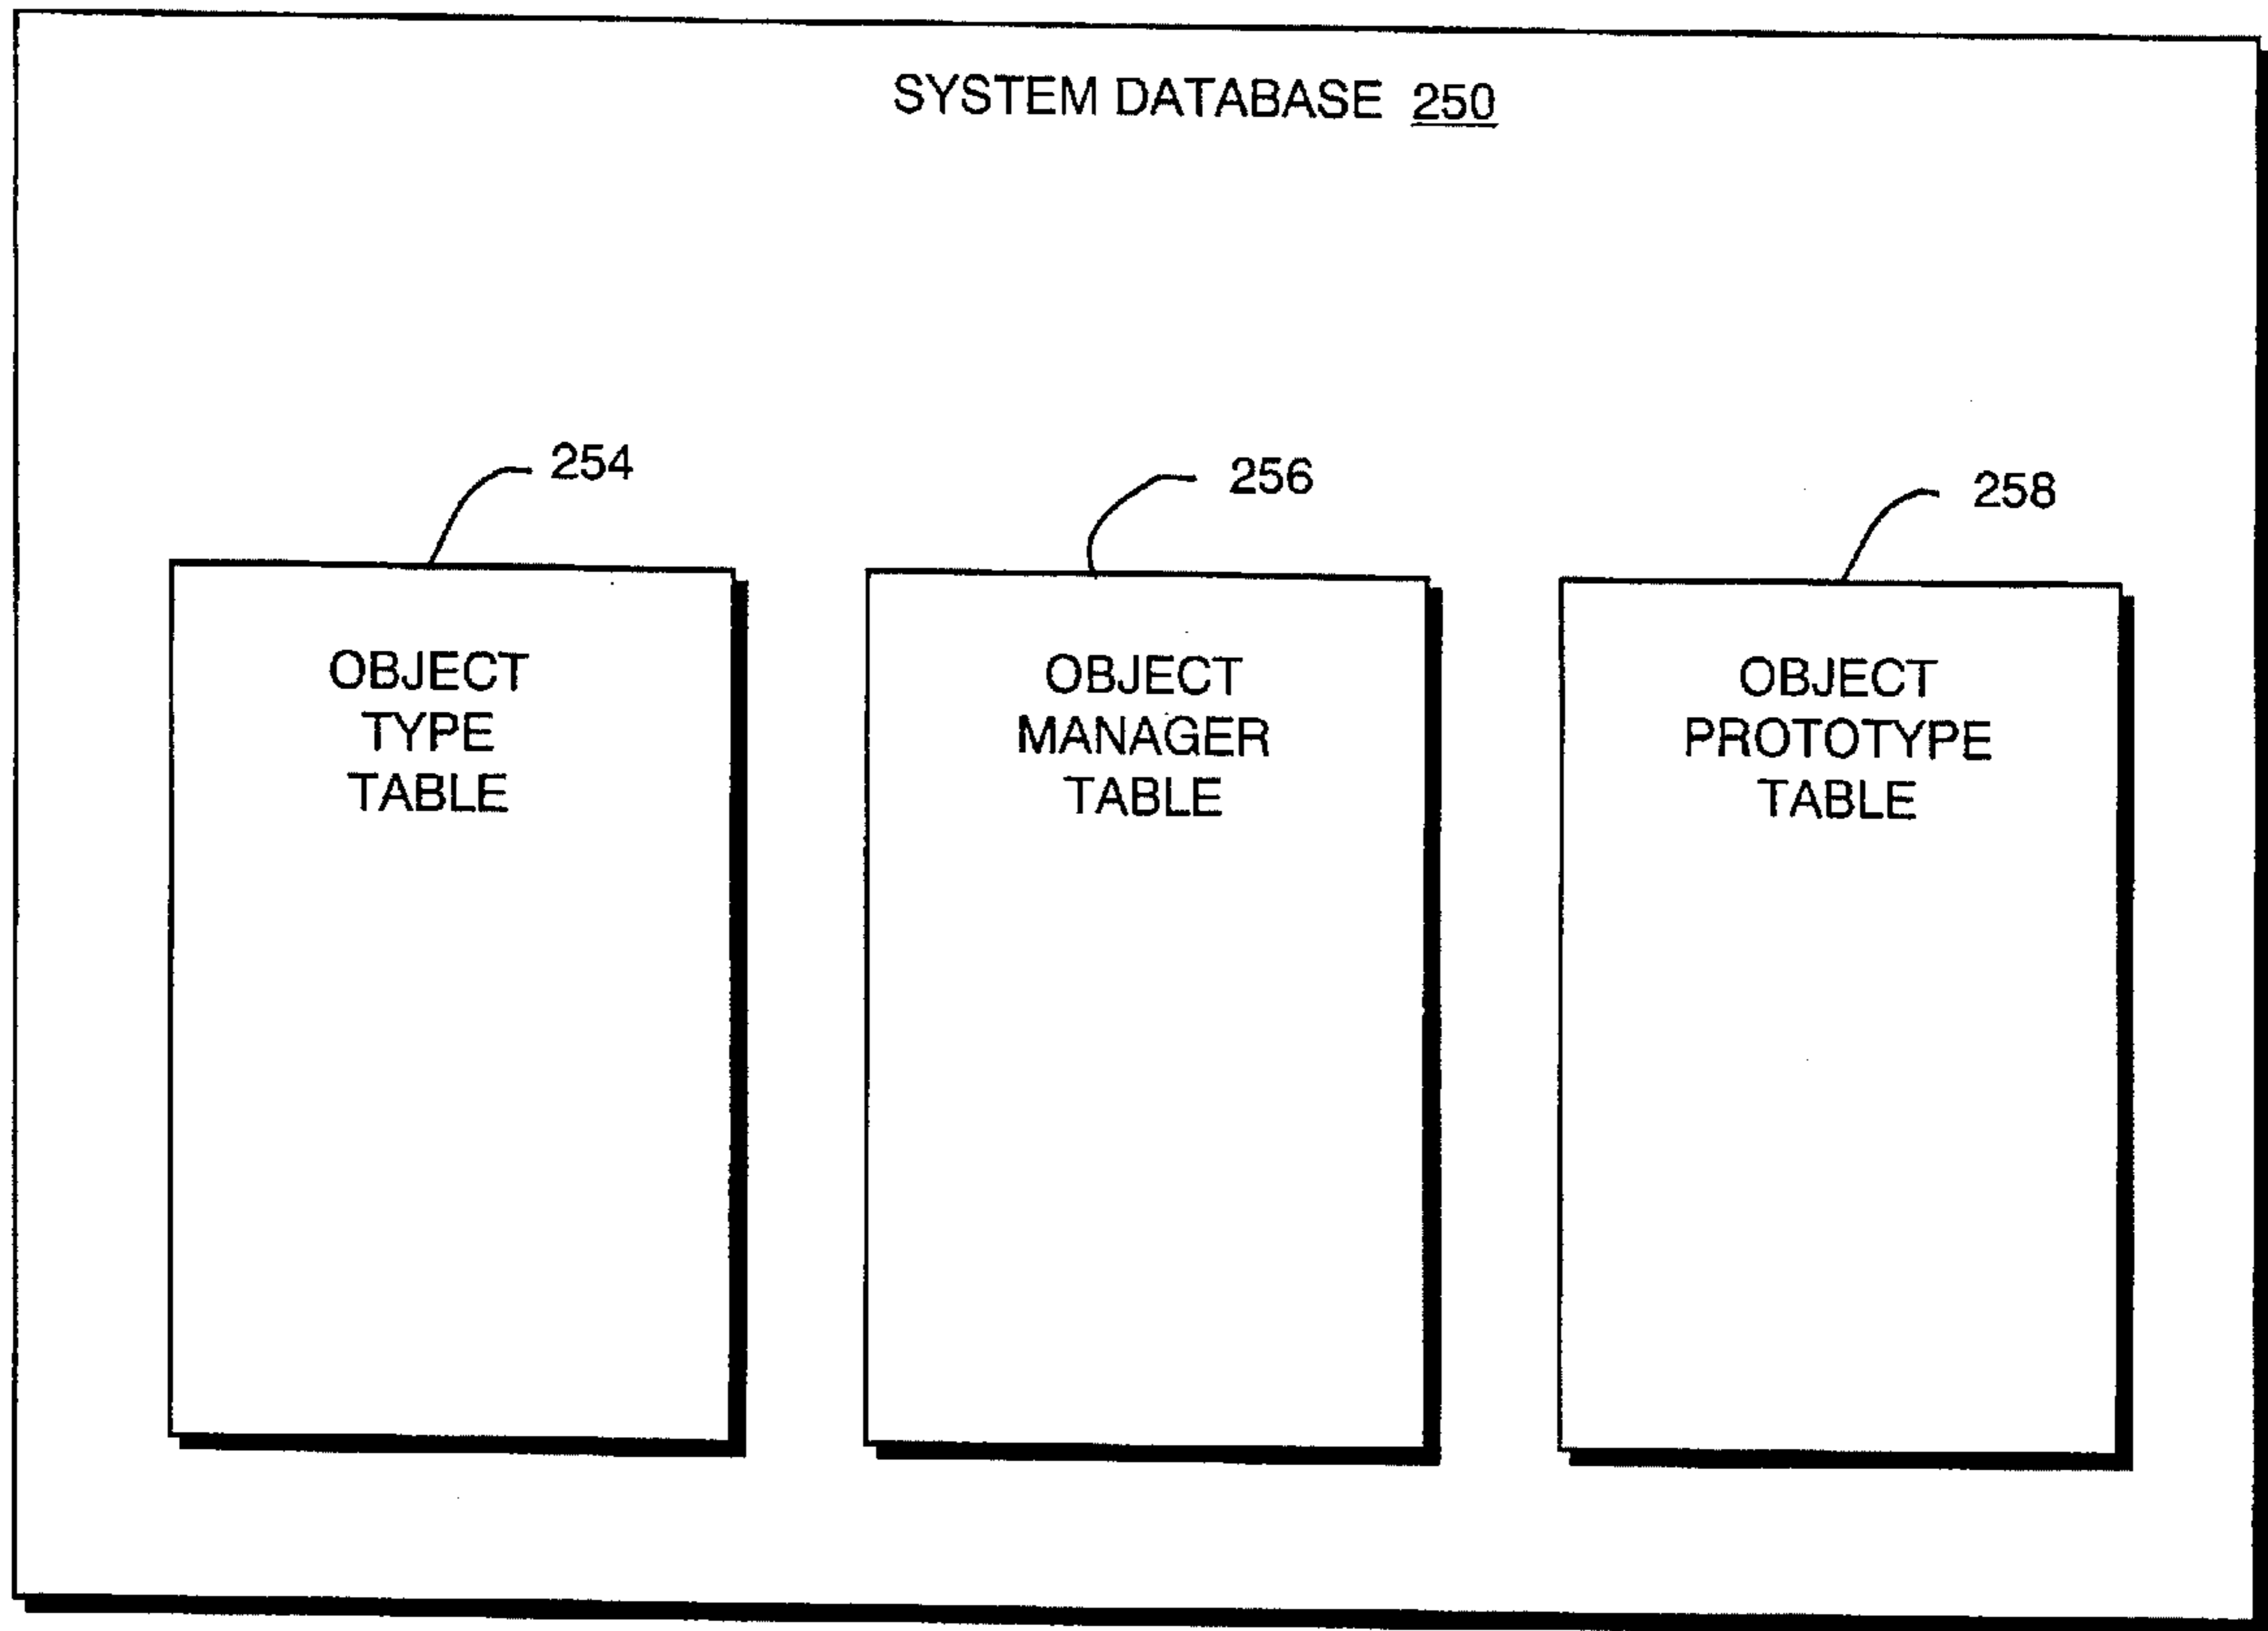 SYSTEM DATABASE 250
254
256
258
OBJECT
TYPE
TABLE
OBJECT
MANAGER
TABLE
OBJECT
PROTOTYPE
TABLE